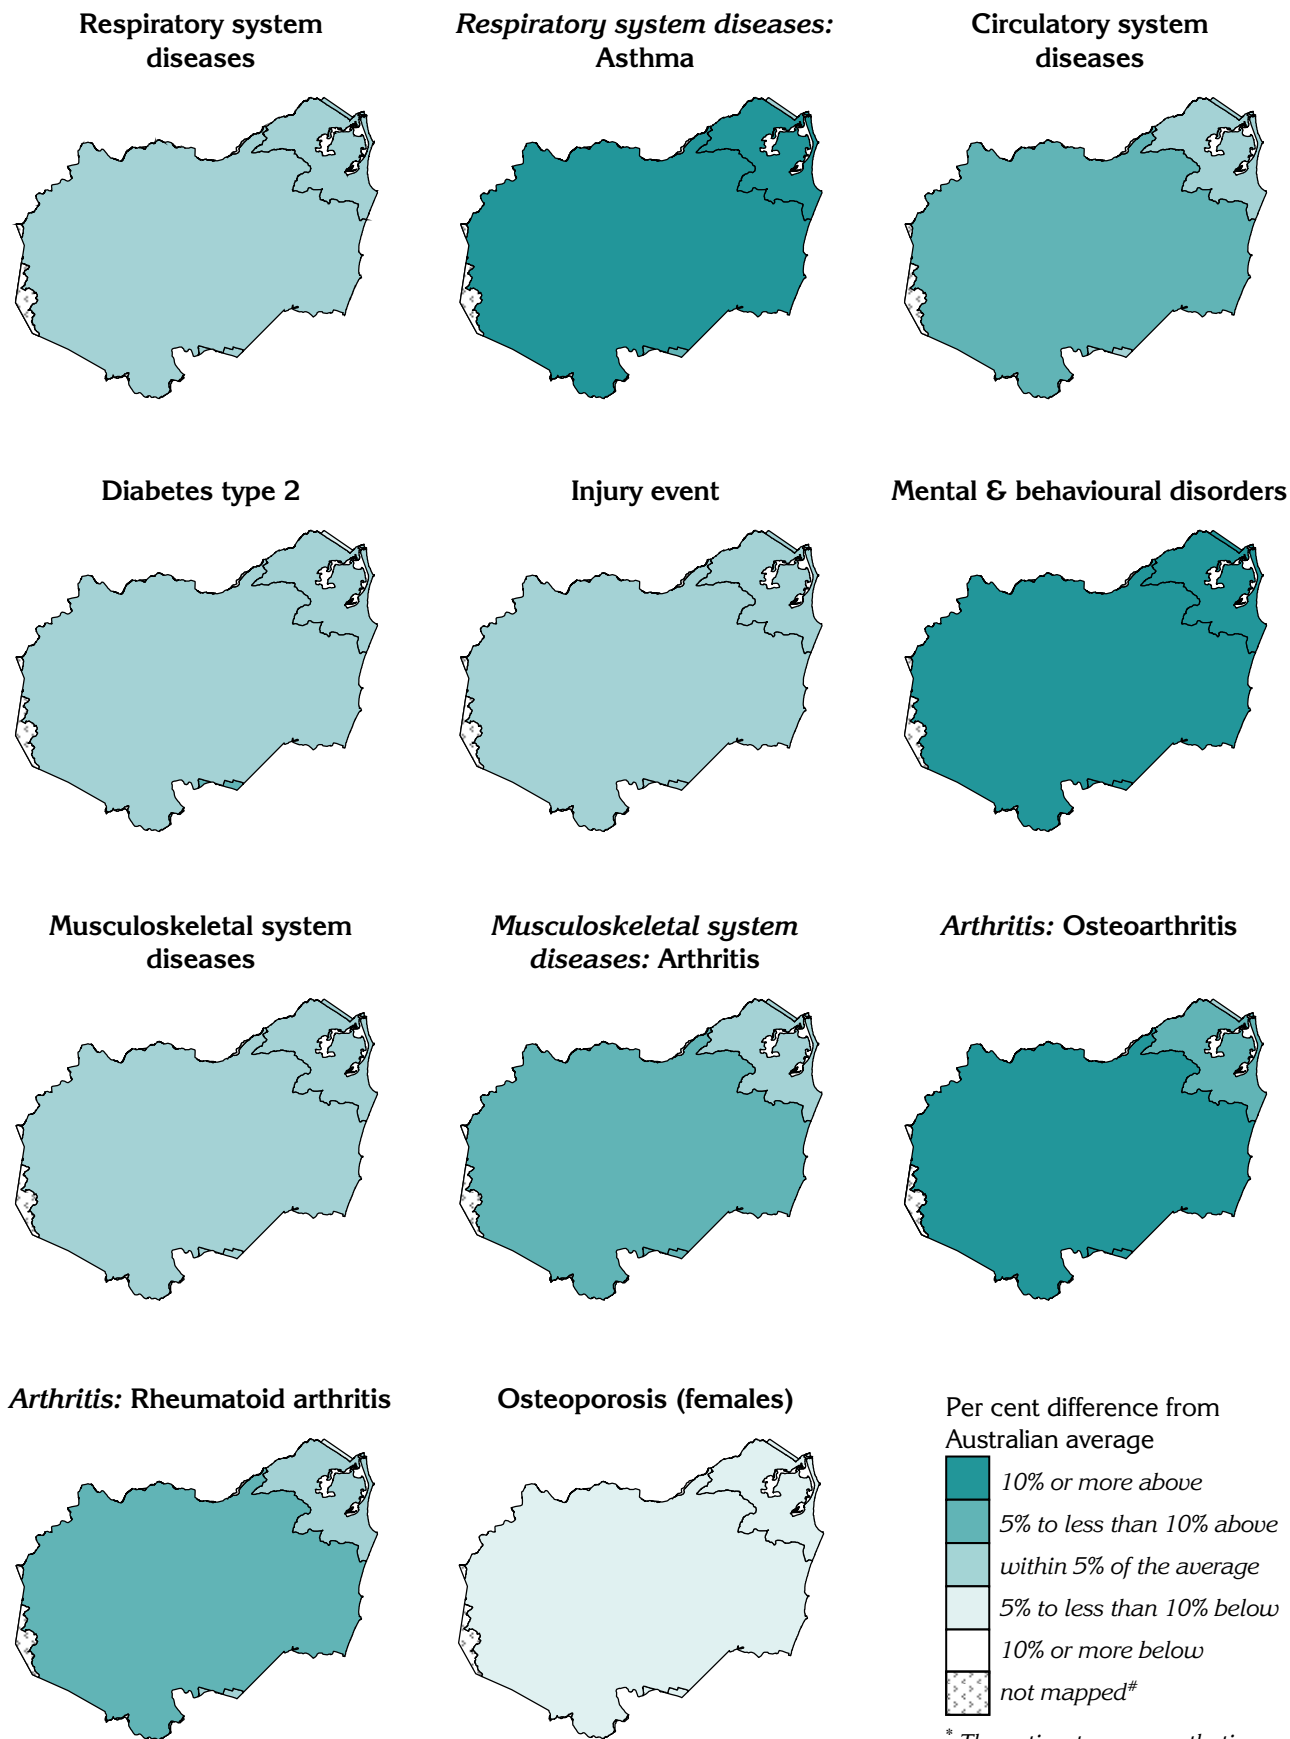 Respiratory system
diseases
Respiratory system diseases:
Asthma
Circulatory system
diseases
Diabetes type 2
Injury event
Mental & behavioural disorders
Musculoskeletal system
diseases
Musculoskeletal system
diseases: Arthritis
Arthritis: Osteoarthritis
Arthritis: Rheumatoid arthritis
Osteoporosis (females)
Per cent difference from
Australian average
10% or more above
5% to less than 10% above
within 5% of the average
5% to less than 10% below
10% or more below
not mapped#